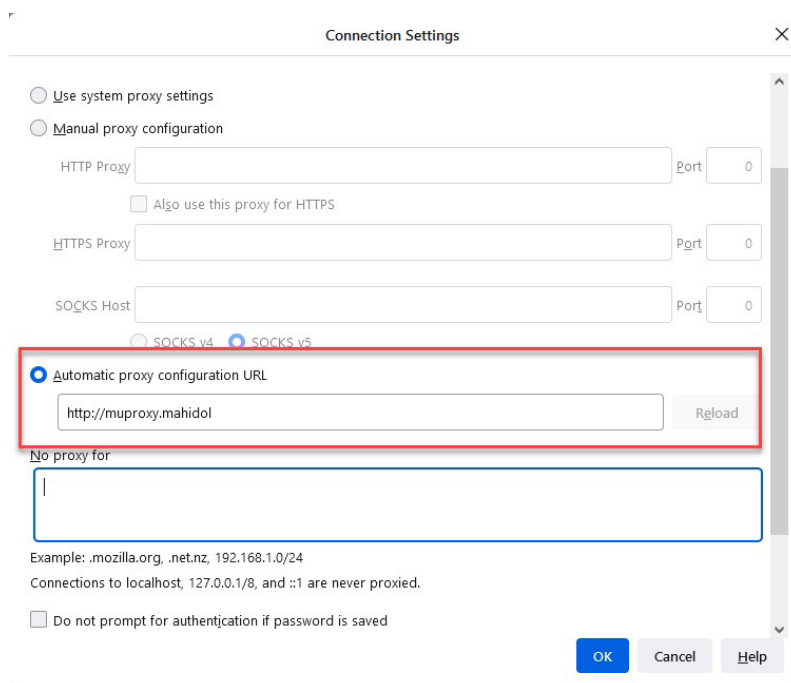 Connection Settings
Use system proxy settings
Manual proxy configuration
HTTP Proxy
Port 0
Also use this proxy for HTTPS
HTTPS Proxy
Port 0
SOCKS Host
Port 0
SOCKS v4 SOCKS v5
Automatic proxy configuration URL
http://muproxy.mahidol
Reload
No proxy for
Example: .mozilla.org, .net.nz, 192.168.1.0/24
Connections to localhost, 127.0.0.1/8, and ::1 are never proxied.
Do not prompt for authentication if password is saved
OK Cancel Help